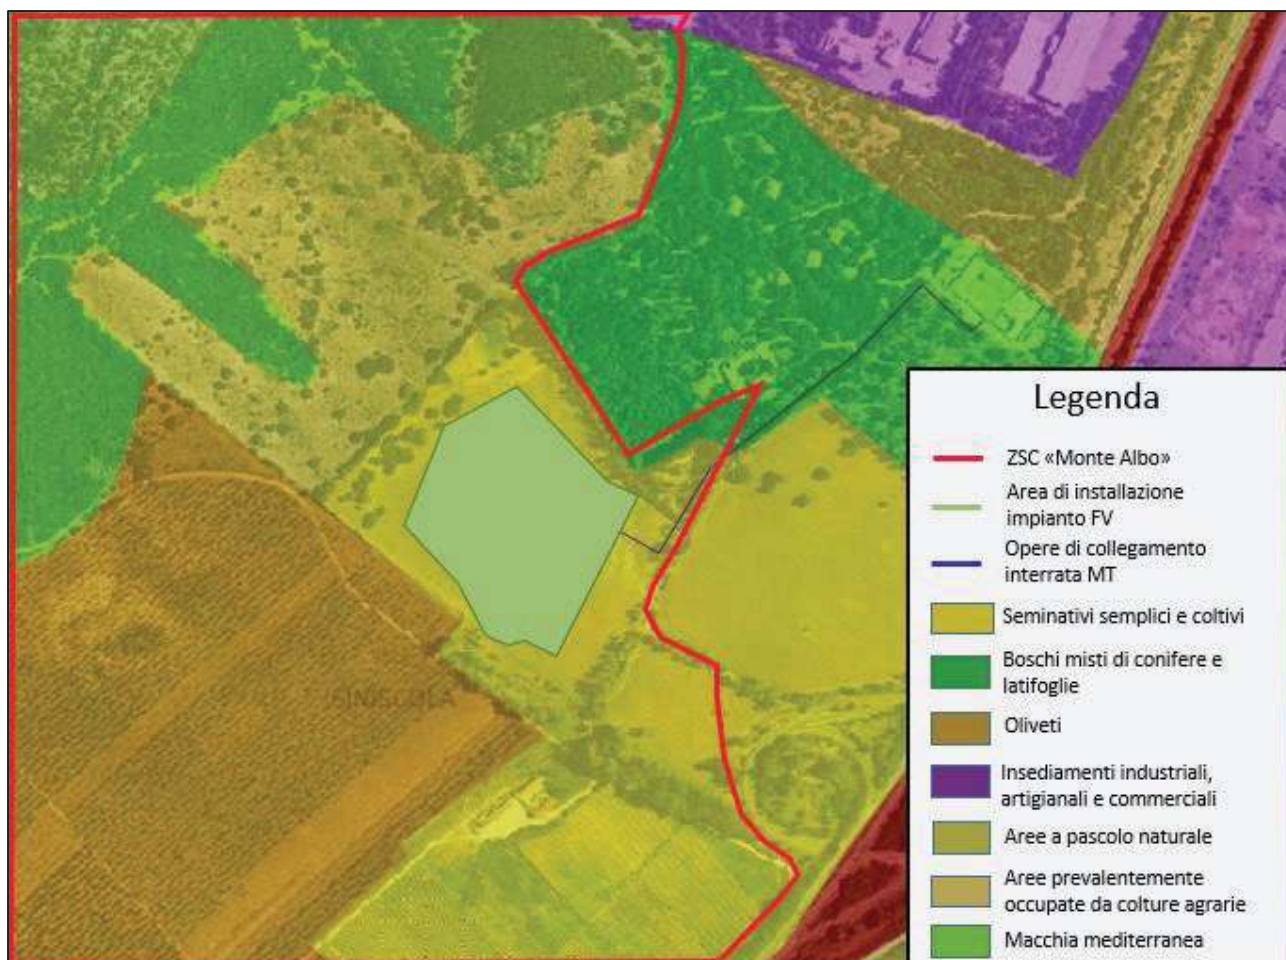 Legenda
ZSC «Monte Albo»
Area di installazione
impianto FV
Opere di collegamento
interrata MT
Seminativi semplici e coltivi
Boschi misti di conifere e
latifoglie
Oliveti
Insediamenti industriali,
artigianali e commerciali
Aree a pascolo naturale
Aree prevalentemente
occupate da colture agrarie
Macchia mediterranea